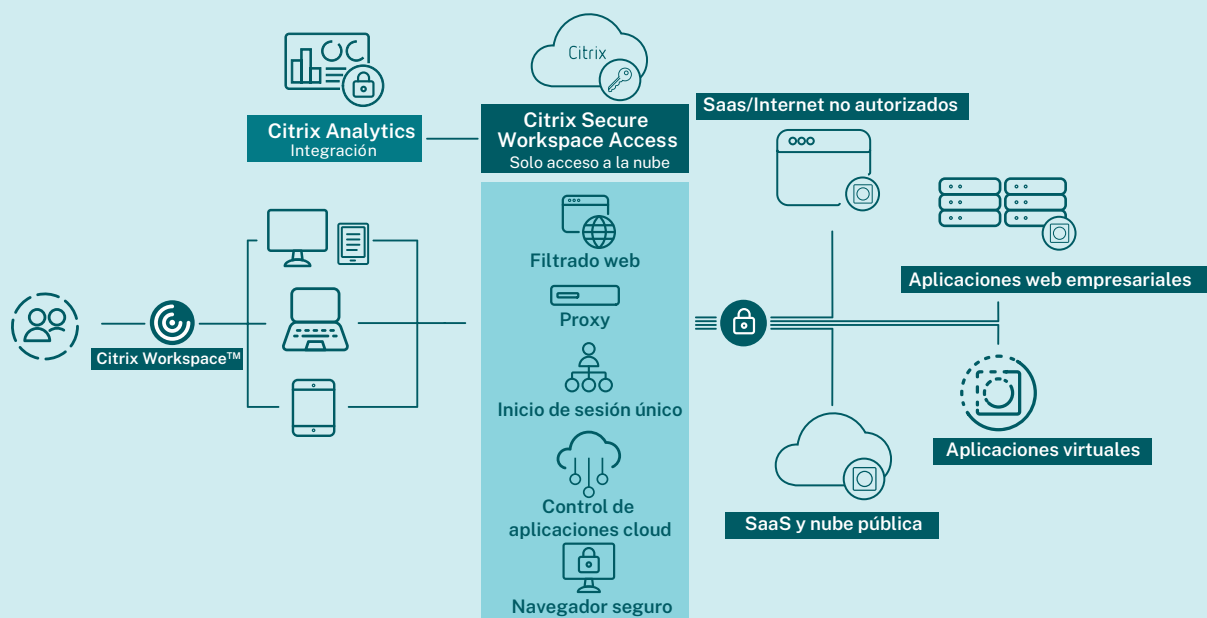 Citrix
Citrix Analytics
Integración
Citrix Secure
Workspace Access
Solo acceso a la nube
Saas/Internet no autorizados
Aplicaciones web empresariales
Filtrado web
Proxy
Citrix Workspace™
Inicio de sesión único
Aplicaciones virtuales
Control de
aplicaciones cloud
SaaS y nube pública
Navegador seguro